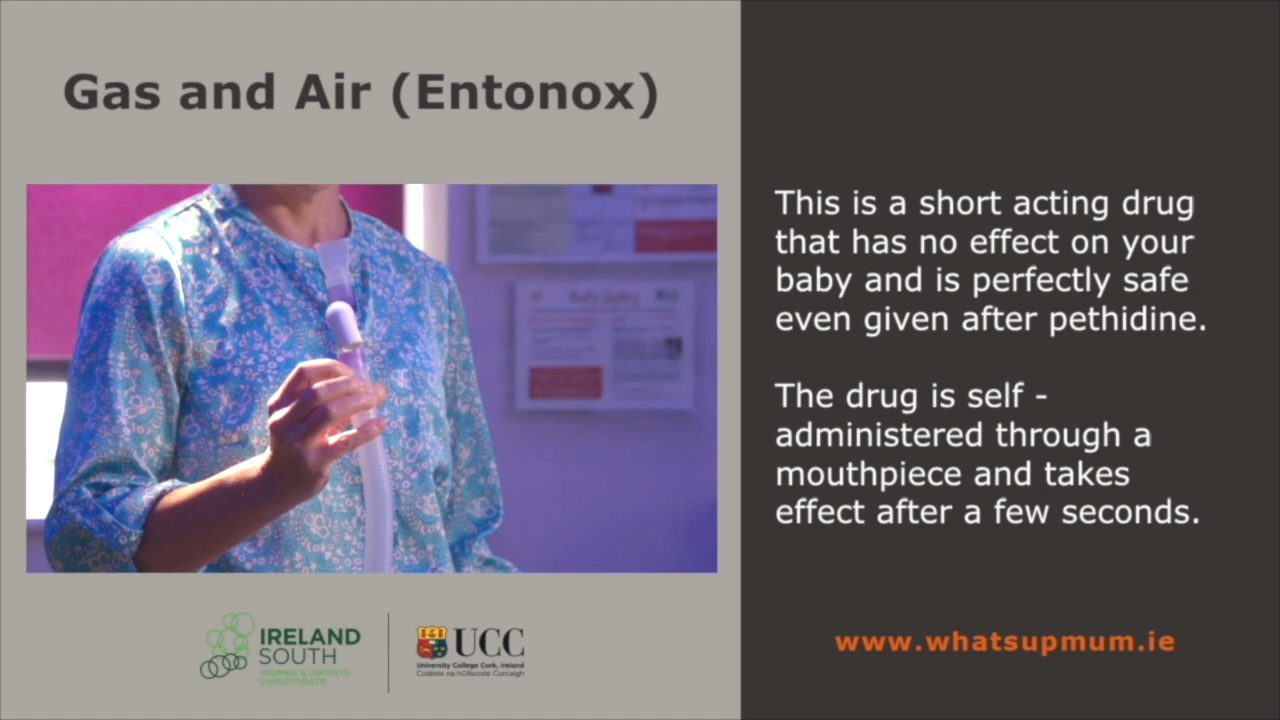 Gas and Air (Entonox)
This is a short acting drug
that has no effect on your
baby and is perfectly safe
even given after pethidine.
The drug is self -
administered through a
mouthpiece and takes
effect after a few seconds.
IRELAND
SOUTH
WOMEN & INFANTS
DIRECTORATE
UCC
University College Cork, Ireland
Coláiste na hOllscoile Corcaigh
www.whatsupmum.ie